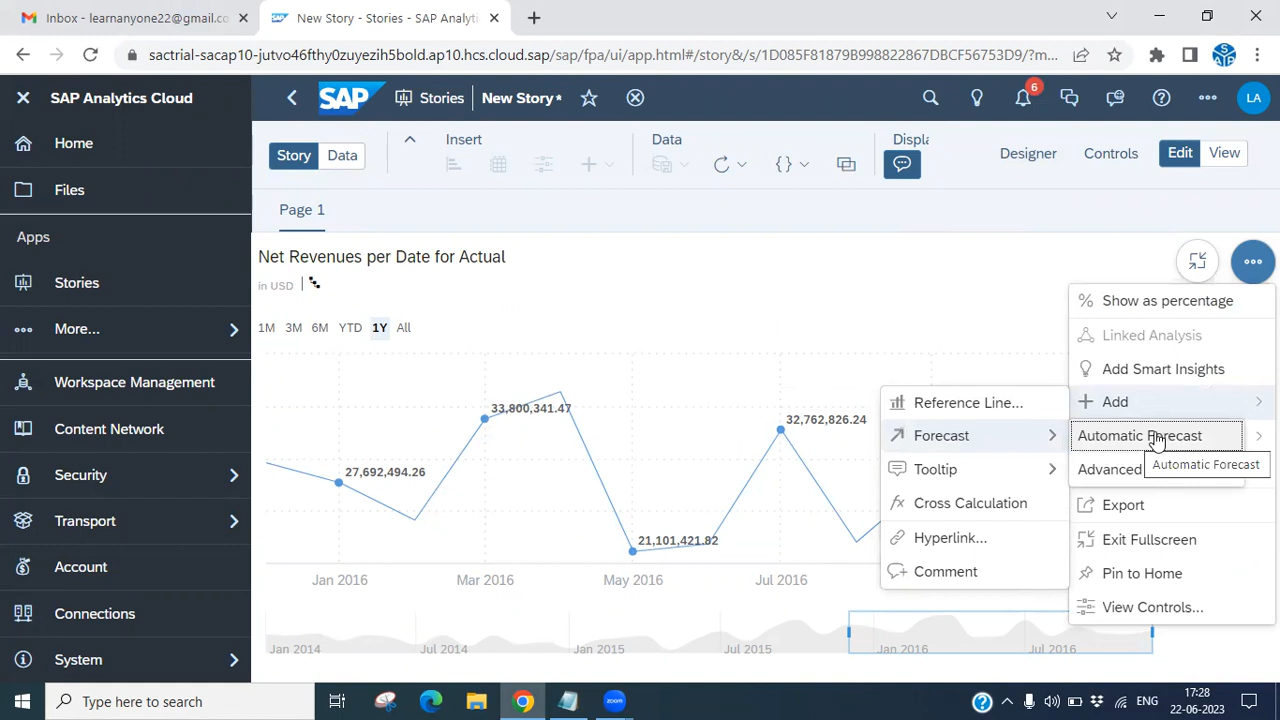 Inbox - learnanyone22@gmail.co
New Story - Stories - SAP Analyti
sactrial-sacap10-jutvo46fthy0zuyezih5bold.ap10.hcs.cloud.sap/sap/fpa/ui/app.html#/story&/s/1D085F81879B998822867DBCF56753D9/?m...
SAP Analytics Cloud
SAP
Stories
New Story*
6
LA
Home
Files
Apps
Stories
More...
Workspace Management
Content Network
Security
Transport
Account
Connections
System
Story
Data
Insert
Data
Displa
Designer
Controls
Edit
View
Page 1
Net Revenues per Date for Actual
in USD
1M 3M 6M YTD 1Y All
33,800,341.47
32,762,826.24
27,692,494.26
21,101,421.82
Jan 2016 Mar 2016 May 2016 Jul 2016
Jan 2014 Jul 2014 Jan 2015 Jul 2015 Jan 2016 Jul 2016
Show as percentage
Linked Analysis
Add Smart Insights
Add
Automatic Forecast
Automatic Forecast
Advanced
Export
Exit Fullscreen
Pin to Home
View Controls...
Reference Line...
Forecast
Tooltip
Cross Calculation
Hyperlink...
Comment
Type here to search
ENG
17:28
22-06-2023